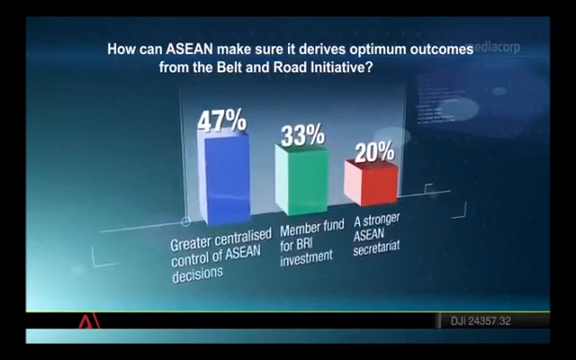 How can ASEAN make sure it derives optimum outcomes
from the Belt and Road Initiative?
mediacorp
47%
33%
20%
Greater centralised
control of ASEAN
decisions
Member fund
for BRI
investment
A stronger
ASEAN
secretariat
DJI 24357.32